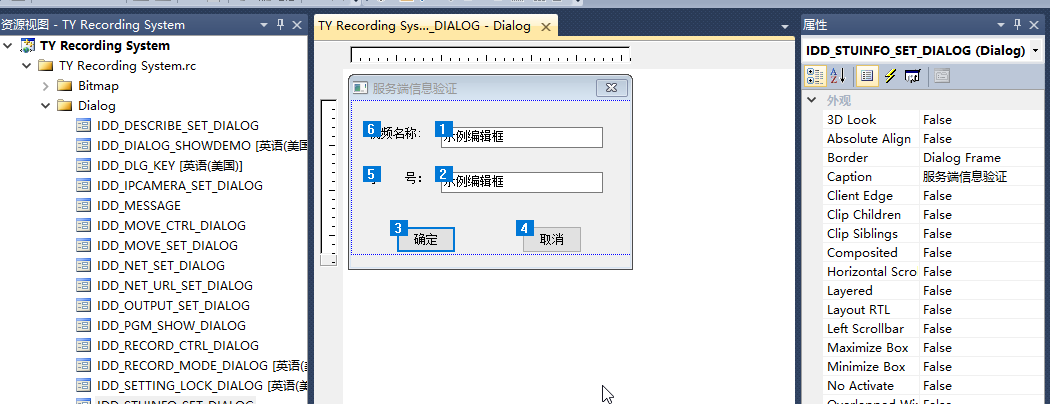 资源视图 - TY Recording System
TY Recording System
TY Recording System.rc
Bitmap
Dialog
IDD_DESCRIBE_SET_DIALOG
IDD_DIALOG_SHOWDEMO [英语(美国
IDD_DLG_KEY [英语(美国)]
IDD_IPCAMERA_SET_DIALOG
IDD_MESSAGE
IDD_MOVE_CTRL_DIALOG
IDD_MOVE_SET_DIALOG
IDD_NET_SET_DIALOG
IDD_NET_URL_SET_DIALOG
IDD_OUTPUT_SET_DIALOG
IDD_PGM_SHOW_DIALOG
IDD_RECORD_CTRL_DIALOG
IDD_RECORD_MODE_DIALOG [英语(美
IDD_SETTING_LOCK_DIALOG [英语(美
IDD_STUINFO_SET_DIALOG
TY Recording Sys..._DIALOG - Dialog
服务端信息验证
6 频名称: 1 示例编辑框
5 号: 2 示例编辑框
3 确定 4 取消
属性
IDD_STUINFO_SET_DIALOG (Dialog)
外观
3D Look False
Absolute Align False
Border Dialog Frame
Caption 服务端信息验证
Client Edge False
Clip Children False
Clip Siblings False
Composited False
Horizontal Scro False
Layered False
Layout RTL False
Left Scrollbar False
Maximize Box False
Minimize Box False
No Activate False
Overlapped Wi False